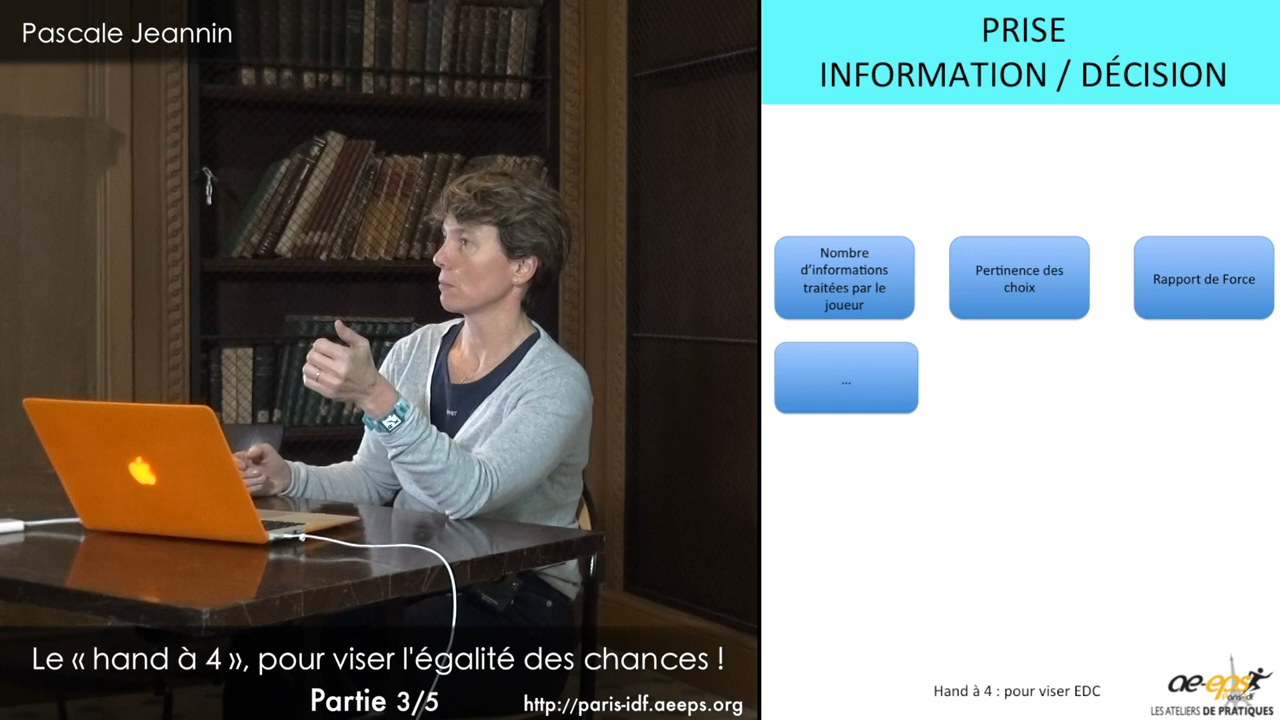 Pascale Jeannin
PRISE
INFORMATION / DÉCISION
Nombre
d'informations
traitées par le
joueur
Pertinence des
choix
Rapport de Force
...
Le « hand à 4 », pour viser l'égalité des chances !
Partie 3/5
http://paris-idf.aeeps.org
Hand à 4 : pour viser EDC
ae-eps
Paris-idf
LES ATELIERS DE PRATIQUES